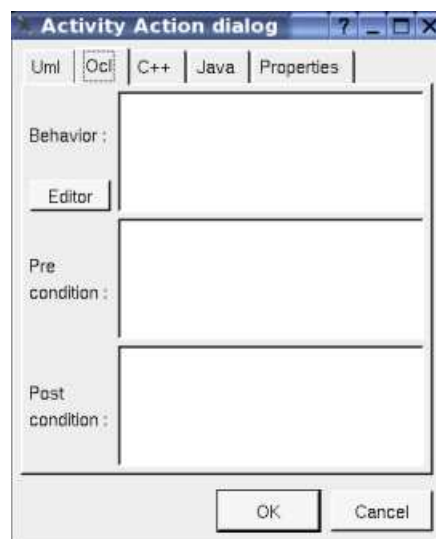 Activity Action dialog ?
Uml Ocl C++ Java Properties
Behavior :
Editor
Pre
condition :
Post
condition :
OK Cancel